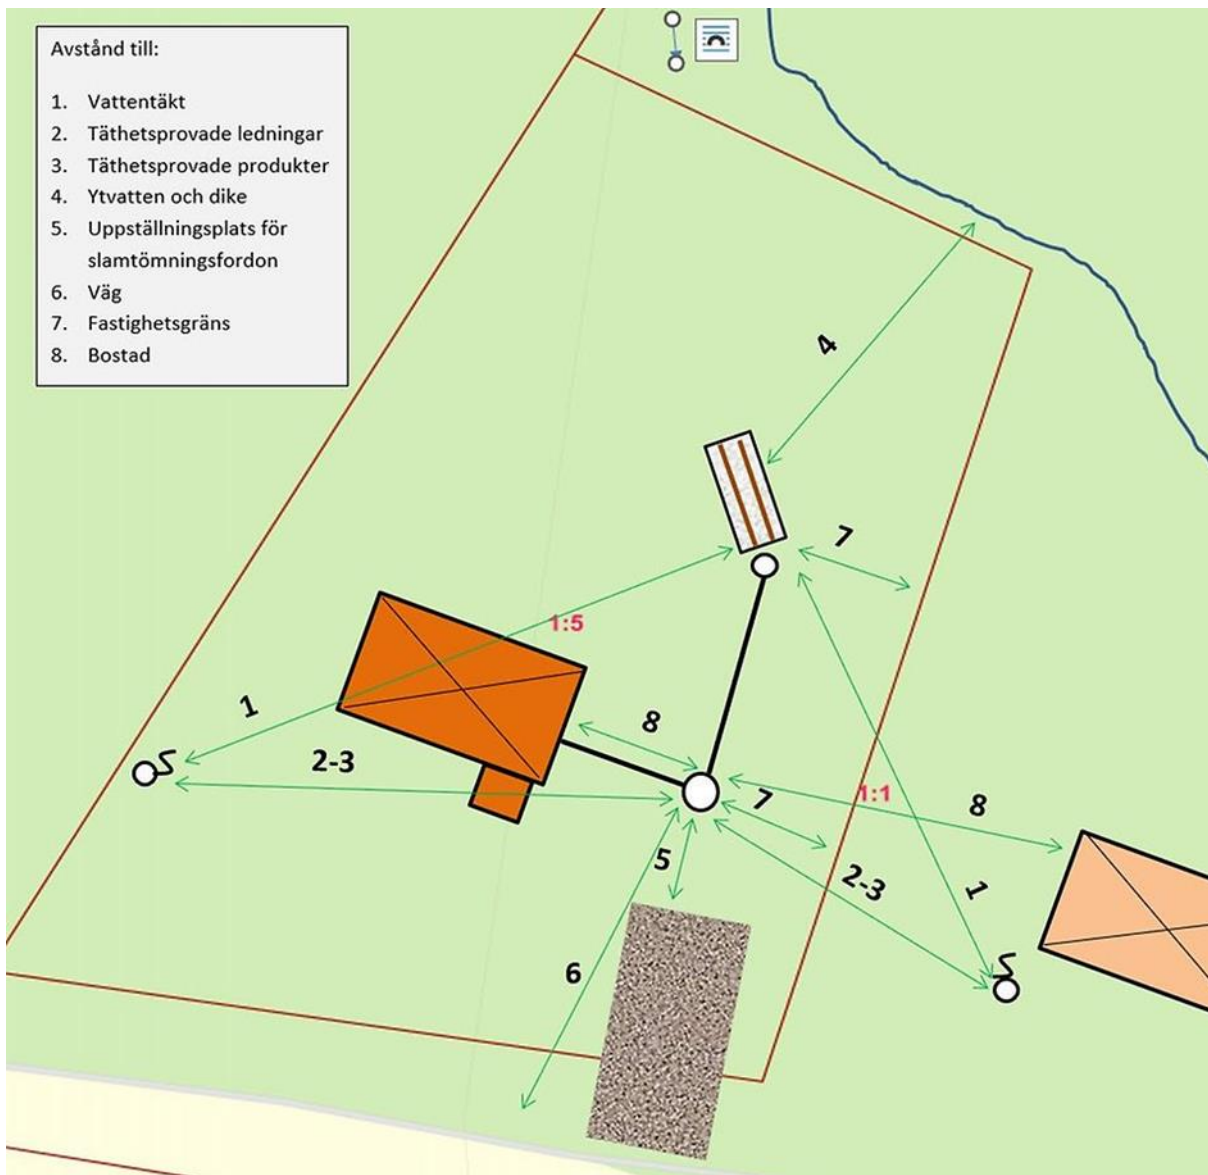 Avstånd till:
1. Vattentäkt
2. Täthetsprovade ledningar
3. Täthetsprovade produkter
4. Ytvatten och dike
5. Uppställningsplats för
slamtömningsfordon
6. Väg
7. Fastighetsgräns
8. Bostad
4
7
1:5
1
8
2-3
7
1:1
8
5
2-3
1
6